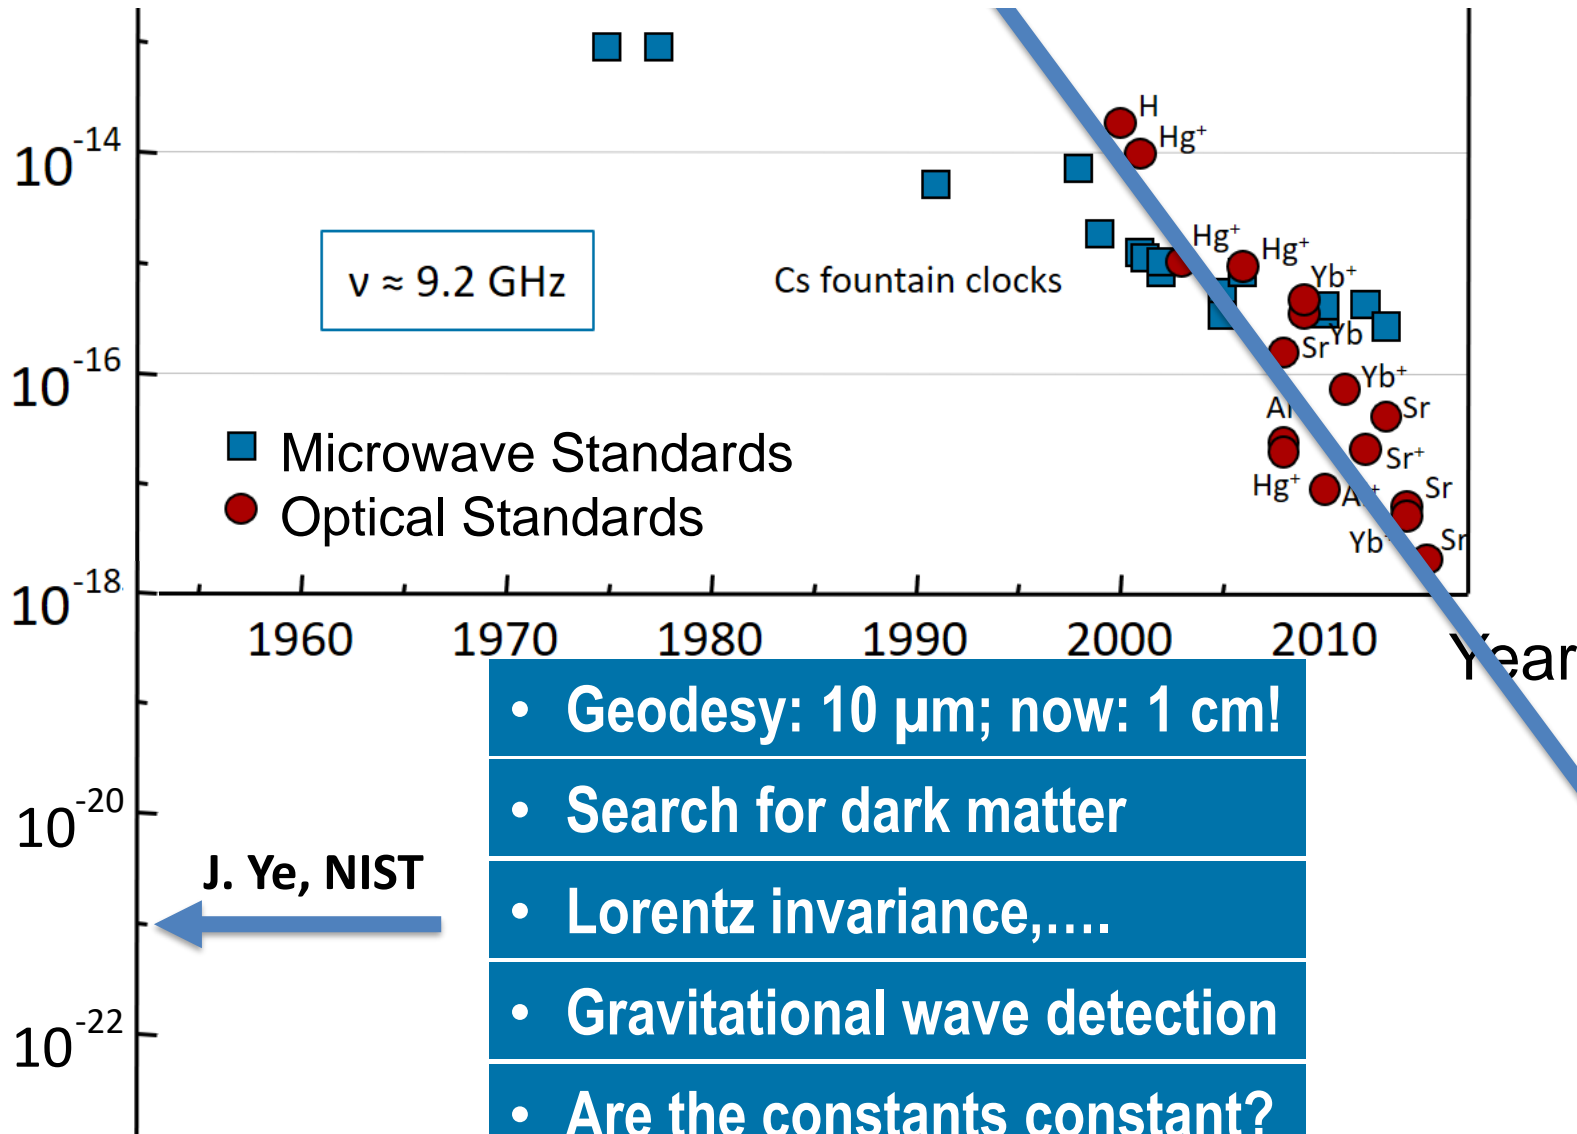 H
Hg⁺
10⁻¹⁴
Hg⁺
Hg⁺
ν ≈ 9.2 GHz
Cs fountain clocks
Yb⁺
Yb
Sr
10⁻¹⁶
Yb⁺
Sr
Microwave Standards
Sr⁺
Hg⁺
Sr
Optical Standards
Yb
Sr
10⁻¹⁸
1960 1970 1980 1990 2000 2010
Year
• Geodesy: 10 µm; now: 1 cm!
• Search for dark matter
10⁻²⁰
J. Ye, NIST
• Lorentz invariance,....
• Gravitational wave detection
10⁻²²
• Are the constants constant?